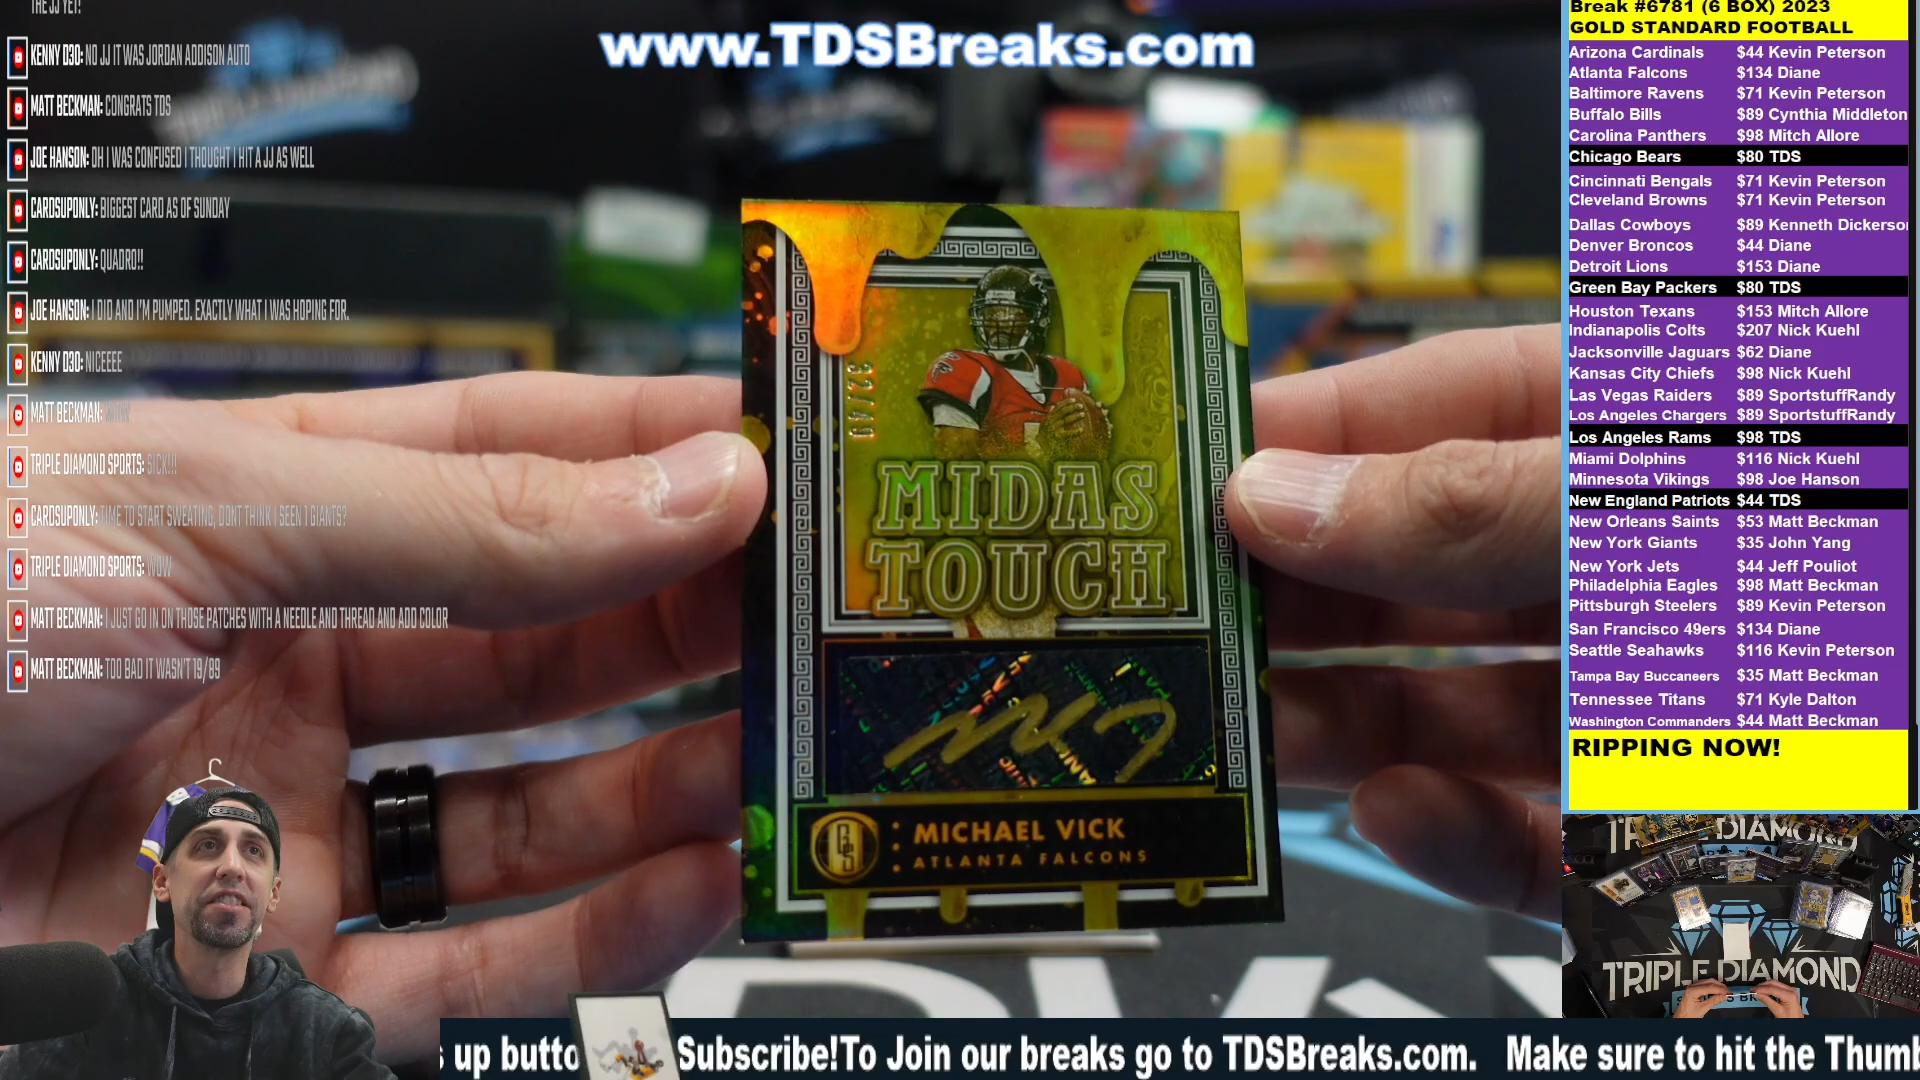 THE JJ YET!
KENNY D3D: NO JJ IT WAS JORDAN ADDISON AUTO
MATT BECKMAN: CONGRATS TDS
JOE HANSON: OH I WAS CONFUSED I THOUGHT I HIT A JJ AS WELL
CARDSUPONLY: BIGGEST CARD AS OF SUNDAY
CARDSUPONLY: QUADRO!!
JOE HANSON: I DID AND I'M PUMPED. EXACTLY WHAT I WAS HOPING FOR.
KENNY D3D: NICEEEE
MATT BECKMAN:
TRIPLE DIAMOND SPORTS: SICK!!!
CARDSUPONLY: TIME TO START SWEATING, DONT THINK I SEEN 1 GIANTS?
TRIPLE DIAMOND SPORTS: WOW
MATT BECKMAN: I JUST GO IN ON THOSE PATCHES WITH A NEEDLE AND THREAD AND ADD COLOR
MATT BECKMAN: TOO BAD IT WASN'T 19/89
www.TDSBreaks.com
32/49
MIDAS
TOUCH
GS
MICHAEL VICK
ATLANTA FALCONS
Break #6781 (6 BOX) 2023
GOLD STANDARD FOOTBALL
Arizona Cardinals $44 Kevin Peterson
Atlanta Falcons $134 Diane
Baltimore Ravens $71 Kevin Peterson
Buffalo Bills $89 Cynthia Middleton
Carolina Panthers $98 Mitch Allore
Chicago Bears $80 TDS
Cincinnati Bengals $71 Kevin Peterson
Cleveland Browns $71 Kevin Peterson
Dallas Cowboys $89 Kenneth Dickerso
Denver Broncos $44 Diane
Detroit Lions $153 Diane
Green Bay Packers $80 TDS
Houston Texans $153 Mitch Allore
Indianapolis Colts $207 Nick Kuehl
Jacksonville Jaguars $62 Diane
Kansas City Chiefs $98 Nick Kuehl
Las Vegas Raiders $89 SportstuffRandy
Los Angeles Chargers $89 SportstuffRandy
Los Angeles Rams $98 TDS
Miami Dolphins $116 Nick Kuehl
Minnesota Vikings $98 Joe Hanson
New England Patriots $44 TDS
New Orleans Saints $53 Matt Beckman
New York Giants $35 John Yang
New York Jets $44 Jeff Pouliot
Philadelphia Eagles $98 Matt Beckman
Pittsburgh Steelers $89 Kevin Peterson
San Francisco 49ers $134 Diane
Seattle Seahawks $116 Kevin Peterson
Tampa Bay Buccaneers $35 Matt Beckman
Tennessee Titans $71 Kyle Dalton
Washington Commanders $44 Matt Beckman
RIPPING NOW!
TRIPLE DIAMOND
TRIPLE DIAMOND
s up butto Subscribe!To Join our breaks go to TDSBreaks.com. Make sure to hit the Thumb